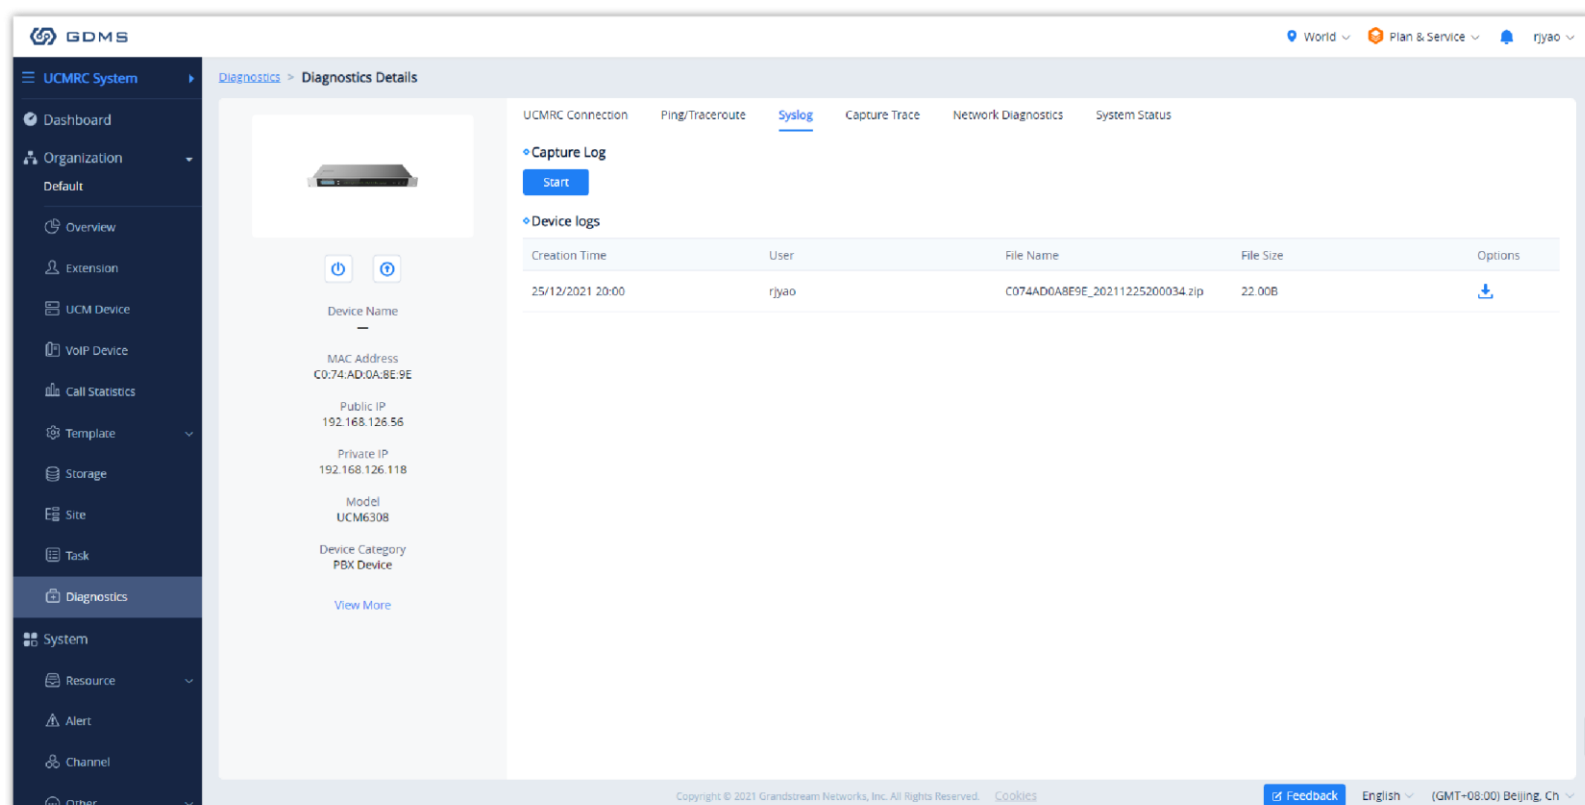 GDMS
World
Plan & Service
rjyao
UCMRC System
Diagnostics > Diagnostics Details
Dashboard
Organization
Default
Overview
Extension
UCM Device
VoIP Device
Call Statistics
Template
Storage
Site
Task
Diagnostics
System
Resource
Alert
Channel
Other
Device Name
—
MAC Address
C0:74:AD:0A:8E:9E
Public IP
192.168.126.56
Private IP
192.168.126.118
Model
UCM6308
Device Category
PBX Device
View More
UCMRC Connection Ping/Traceroute Syslog Capture Trace Network Diagnostics System Status
Capture Log
Start
Device logs
Creation Time User File Name File Size Options
25/12/2021 20:00 rjyao C074AD0A8E9E_20211225200034.zip 22.00B
Copyright © 2021 Grandstream Networks, Inc. All Rights Reserved. Cookies
Feedback
English
(GMT+08:00) Beijing, Ch